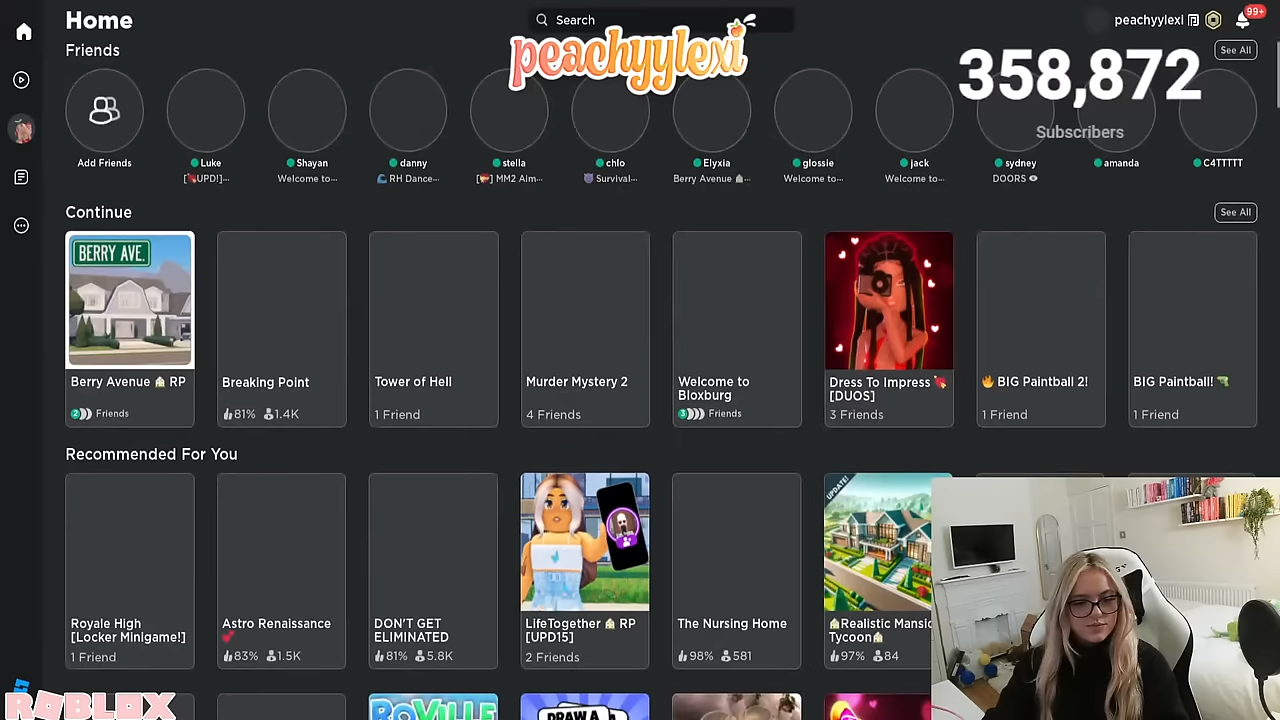 Home
Search
peachyylexi
99+
Friends
See All
peachyylexi
358,872
Subscribers
Add Friends
Luke
Shayan
danny
stella
chlo
Elyxia
glossie
jack
sydney
amanda
C4TTTTT
[💘UPD!]...
Welcome to...
🌊 RH Dance...
[💝] MM2 Aim...
😈 Survival...
Berry Avenue 🏠...
Welcome to...
Welcome to...
DOORS 👁
Continue
See All
BERRY AVE.
Berry Avenue 🏠 RP
2 Friends
Breaking Point
81% 1.4K
Tower of Hell
1 Friend
Murder Mystery 2
4 Friends
Welcome to
Bloxburg
3 Friends
Dress To Impress 💘
[DUOS]
3 Friends
🔥 BIG Paintball 2!
1 Friend
BIG Paintball! 🔫
1 Friend
Recommended For You
Royale High
[Locker Minigame!]
1 Friend
Astro Renaissance
💕
83% 1.5K
DON'T GET
ELIMINATED
81% 5.8K
LifeTogether 🏠 RP
[UPD15]
2 Friends
The Nursing Home
98% 581
UPDATE!
🏠Realistic Mansio
Tycoon🏠
97% 84
ROBLOX
ROVILLE
DRAW A